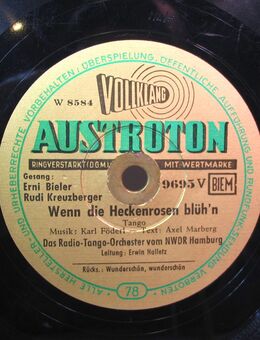 VOLLKLANG
W 8584
AUSTROTON
RINGVERSTÄRKT (DGM)
MIT WERTMARKE
Gesang:
Erni Bieler
Rudi Kreuzberger
9695 V
BIEM
Wenn die Heckenrosen blüh'n
Tango
Musik: Karl Föderl - Text: Axel Marberg
Das Radio-Tango-Orchester vom NWDR Hamburg
Leitung: Erwin Halletz
Rücks.: Wunderschön, wunderschön
78
ALLE HERSTELLER- UND URHEBERRECHTE VORBEHALTEN! ÜBERSPIELUNG, ÖFFENTLICHE AUFFÜHRUNG UND RUNDFUNK-SENDUNG VERBOTEN